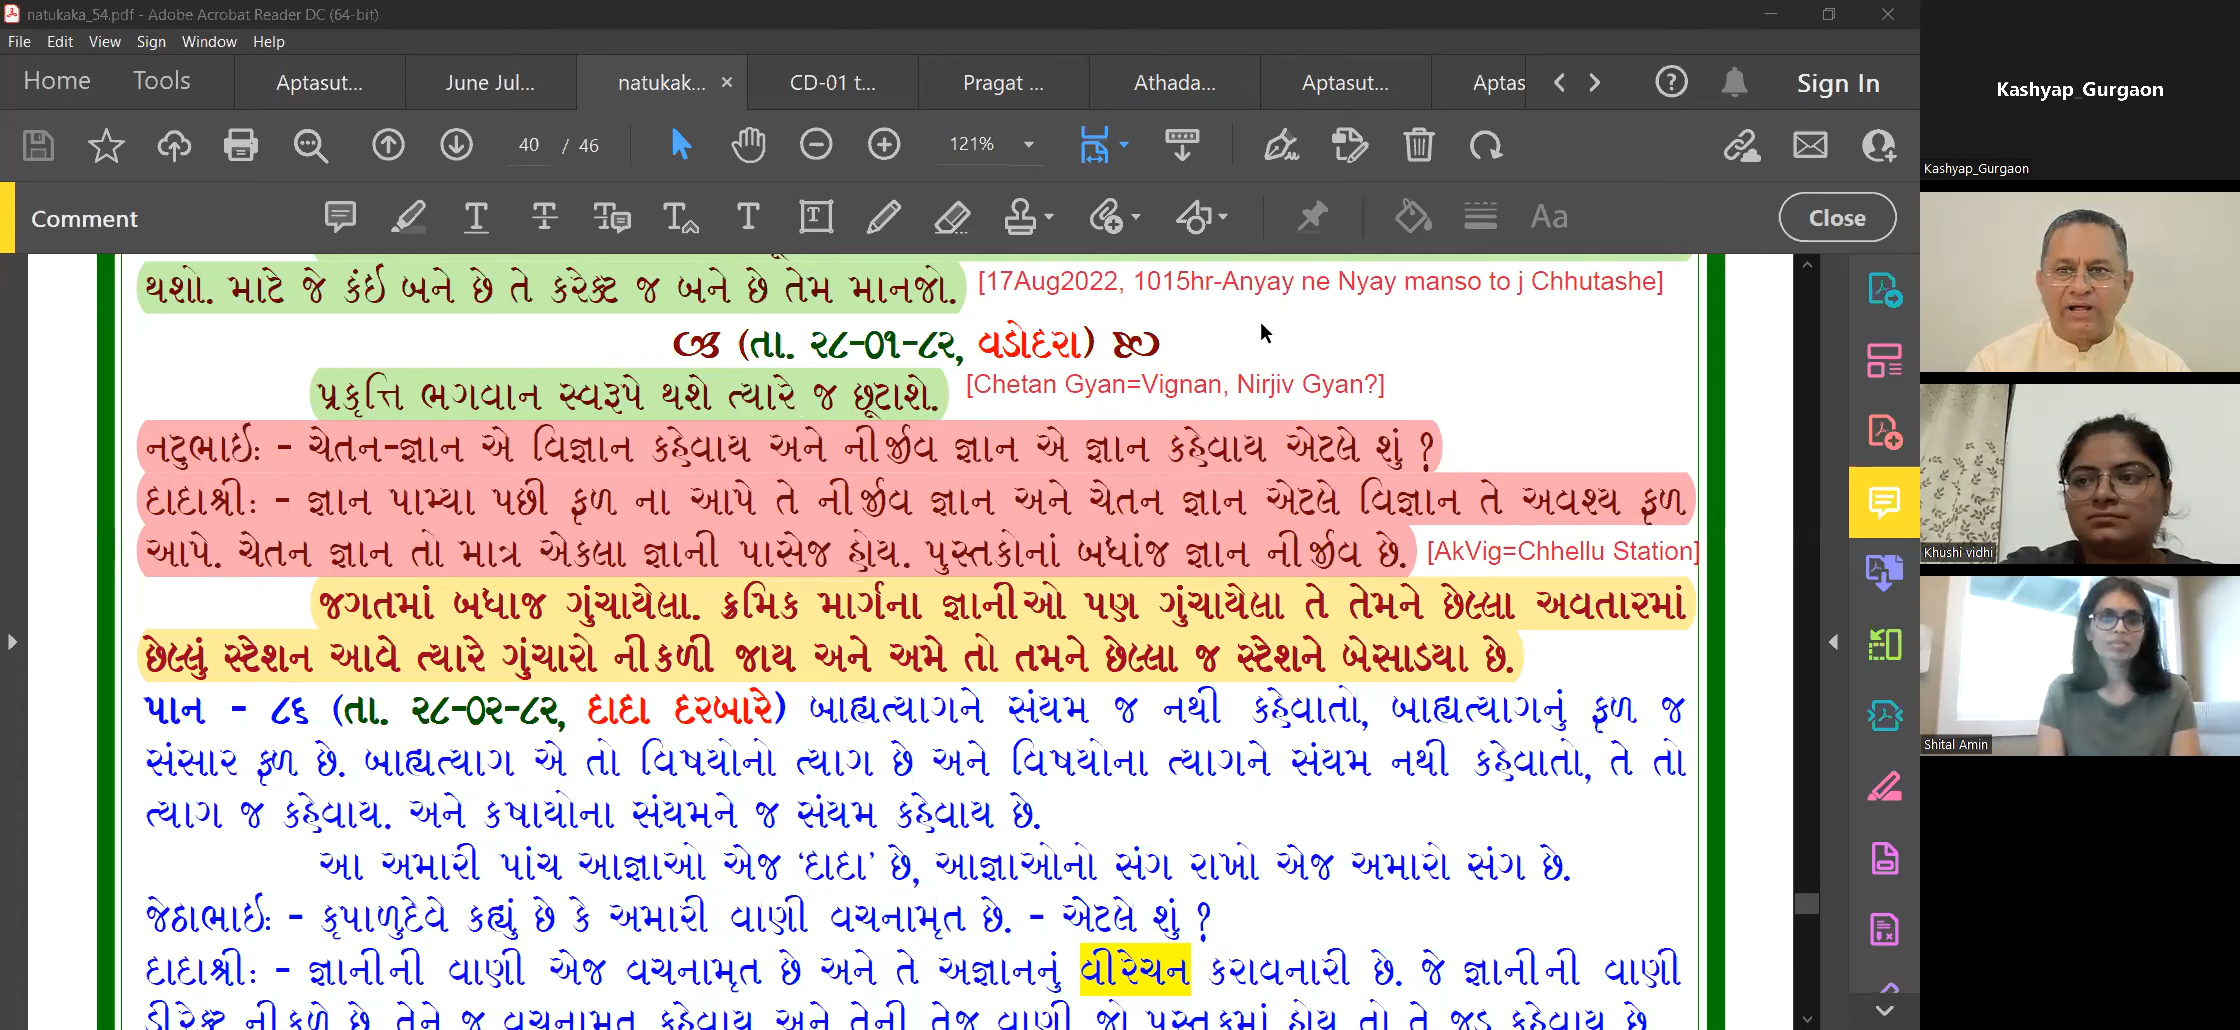 natukaka_54.pdf - Adobe Acrobat Reader DC (64-bit)
File Edit View Sign Window Help
Home Tools Aptasut... June Jul... natukak... × CD-01 t... Pragat ... Athada... Aptasut... Aptas Sign In
40 / 46 121%
Comment Close
થશો. માટે જે કંઈ બને છે તે કરેક્ટ જ બને છે તેમ માનજો. [17Aug2022, 1015hr-Anyay ne Nyay manso to j Chhutashe]
(તા. ૨૮-૦૧-૮૨, વડોદરા)
પ્રકૃત્તિ ભગવાન સ્વરૂપે થશે ત્યારે જ છૂટાશે. [Chetan Gyan=Vignan, Nirjiv Gyan?]
નટુભાઈઃ - ચેતન-જ્ઞાન એ વિજ્ઞાન કહેવાય અને નીર્જીવ જ્ઞાન એ જ્ઞાન કહેવાય એટલે શું ?
દાદાશ્રીઃ - જ્ઞાન પામ્યા પછી ફળ ના આપે તે નીર્જીવ જ્ઞાન અને ચેતન જ્ઞાન એટલે વિજ્ઞાન તે અવશ્ય ફળ
આપે. ચેતન જ્ઞાન તો માત્ર એકલા જ્ઞાની પાસેજ હોય. પુસ્તકોનાં બધાંજ જ્ઞાન નીર્જીવ છે. [AkVig=Chhellu Station]
જગતમાં બધાજ ગુંચાયેલા. ક્રમિક માર્ગના જ્ઞાનીઓ પણ ગુંચાયેલા તે તેમને છેલ્લા અવતારમાં
છેલ્લું સ્ટેશન આવે ત્યારે ગુંચારો નીકળી જાય અને અમે તો તમને છેલ્લા જ સ્ટેશને બેસાડ્યા છે.
પાન - ૮૬ (તા. ૨૮-૦૨-૮૨, દાદા દરબારે) બાહ્યત્યાગને સંયમ જ નથી કહેવાતો, બાહ્યત્યાગનું ફળ જ
સંસાર ફળ છે. બાહ્યત્યાગ એ તો વિષયોનો ત્યાગ છે અને વિષયોના ત્યાગને સંયમ નથી કહેવાતો, તે તો
ત્યાગ જ કહેવાય. અને કષાયોના સંયમને જ સંયમ કહેવાય છે.
આ અમારી પાંચ આજ્ઞાઓ એજ ‘દાદા’ છે, આજ્ઞાઓનો સંગ રાખો એજ અમારો સંગ છે.
જેઠાભાઈઃ - કૃપાળુદેવે કહ્યું છે કે અમારી વાણી વચનામૃત છે. - એટલે શું ?
દાદાશ્રીઃ - જ્ઞાનીની વાણી એજ વચનામૃત છે અને તે અજ્ઞાનનું વીરેચન કરાવનારી છે. જે જ્ઞાનીની વાણી
ડીરેક્ટ નીકળે છે. તેને જ વચનામૃત કહેવાય અને તેની તેજ વાણી જો પુસ્તકમાં હોય તો તે જડ કહેવાય છે.
Kashyap_Gurgaon
Kashyap_Gurgaon
Khushi vidhi
Shital Amin